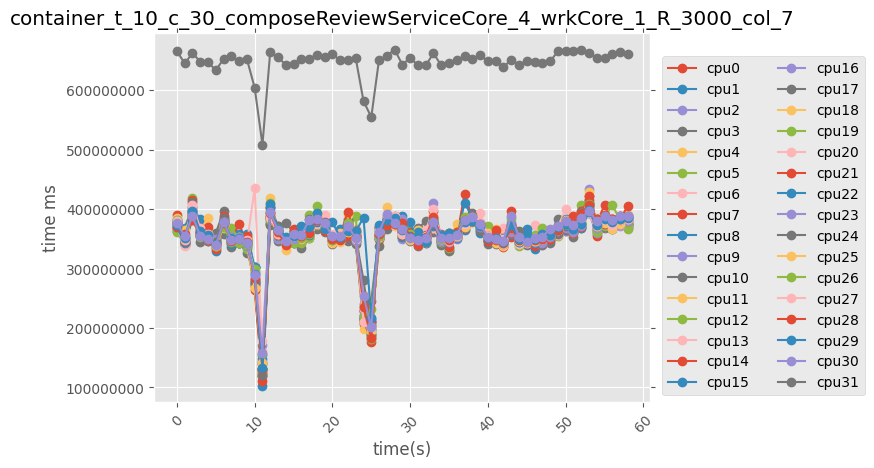 container_t_10_c_30_composeReviewServiceCore_4_wrkCore_1_R_3000_col_7
time ms
600000000
500000000
400000000
300000000
200000000
100000000
0
10
20
30
40
50
60
time(s)
cpu0
cpu1
cpu2
cpu3
cpu4
cpu5
cpu6
cpu7
cpu8
cpu9
cpu10
cpu11
cpu12
cpu13
cpu14
cpu15
cpu16
cpu17
cpu18
cpu19
cpu20
cpu21
cpu22
cpu23
cpu24
cpu25
cpu26
cpu27
cpu28
cpu29
cpu30
cpu31